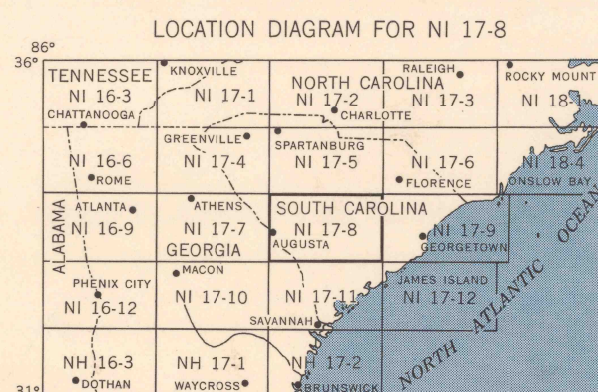 LOCATION DIAGRAM FOR NI 17-8
86°
36°
TENNESSEE
NI 16-3
CHATTANOOGA
KNOXVILLE
NI 17-1
NORTH CAROLINA
NI 17-2
CHARLOTTE
RALEIGH
NI 17-3
ROCKY MOUNT
NI 18-
NI 16-6
ROME
GREENVILLE
NI 17-4
SPARTANBURG
NI 17-5
NI 17-6
FLORENCE
NI 18-4
ONSLOW BAY
ALABAMA
ATLANTA
NI 16-9
ATHENS
NI 17-7
GEORGIA
SOUTH CAROLINA
NI 17-8
AUGUSTA
NI 17-9
GEORGETOWN
PHENIX CITY
NI 16-12
MACON
NI 17-10
NI 17-11
SAVANNAH
JAMES ISLAND
NI 17-12
NORTH ATLANTIC OCEAN
31°
NH 16-3
DOTHAN
NH 17-1
WAYCROSS
NH 17-2
BRUNSWICK